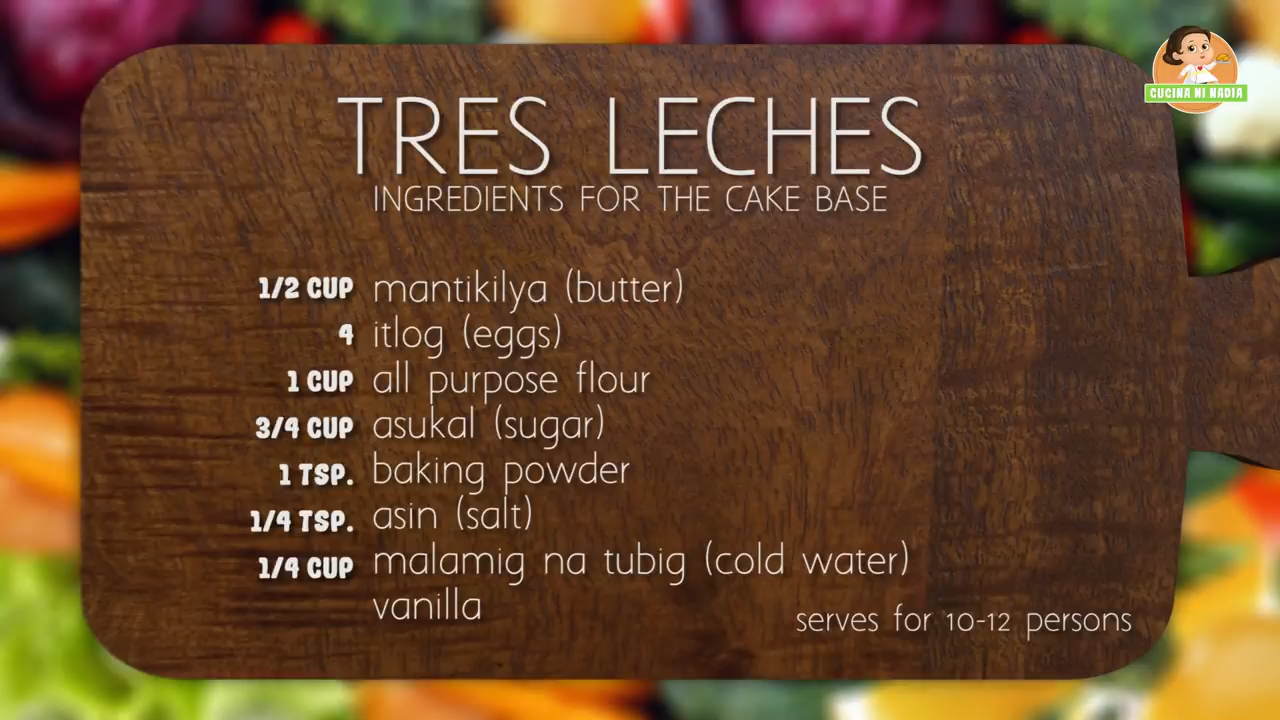 CUCINA NI NADIA
TRES LECHES
INGREDIENTS FOR THE CAKE BASE
1/2 CUP mantikilya (butter)
4 itlog (eggs)
1 CUP all purpose flour
3/4 CUP asukal (sugar)
1 TSP. baking powder
1/4 TSP. asin (salt)
1/4 CUP malamig na tubig (cold water)
vanilla
serves for 10-12 persons